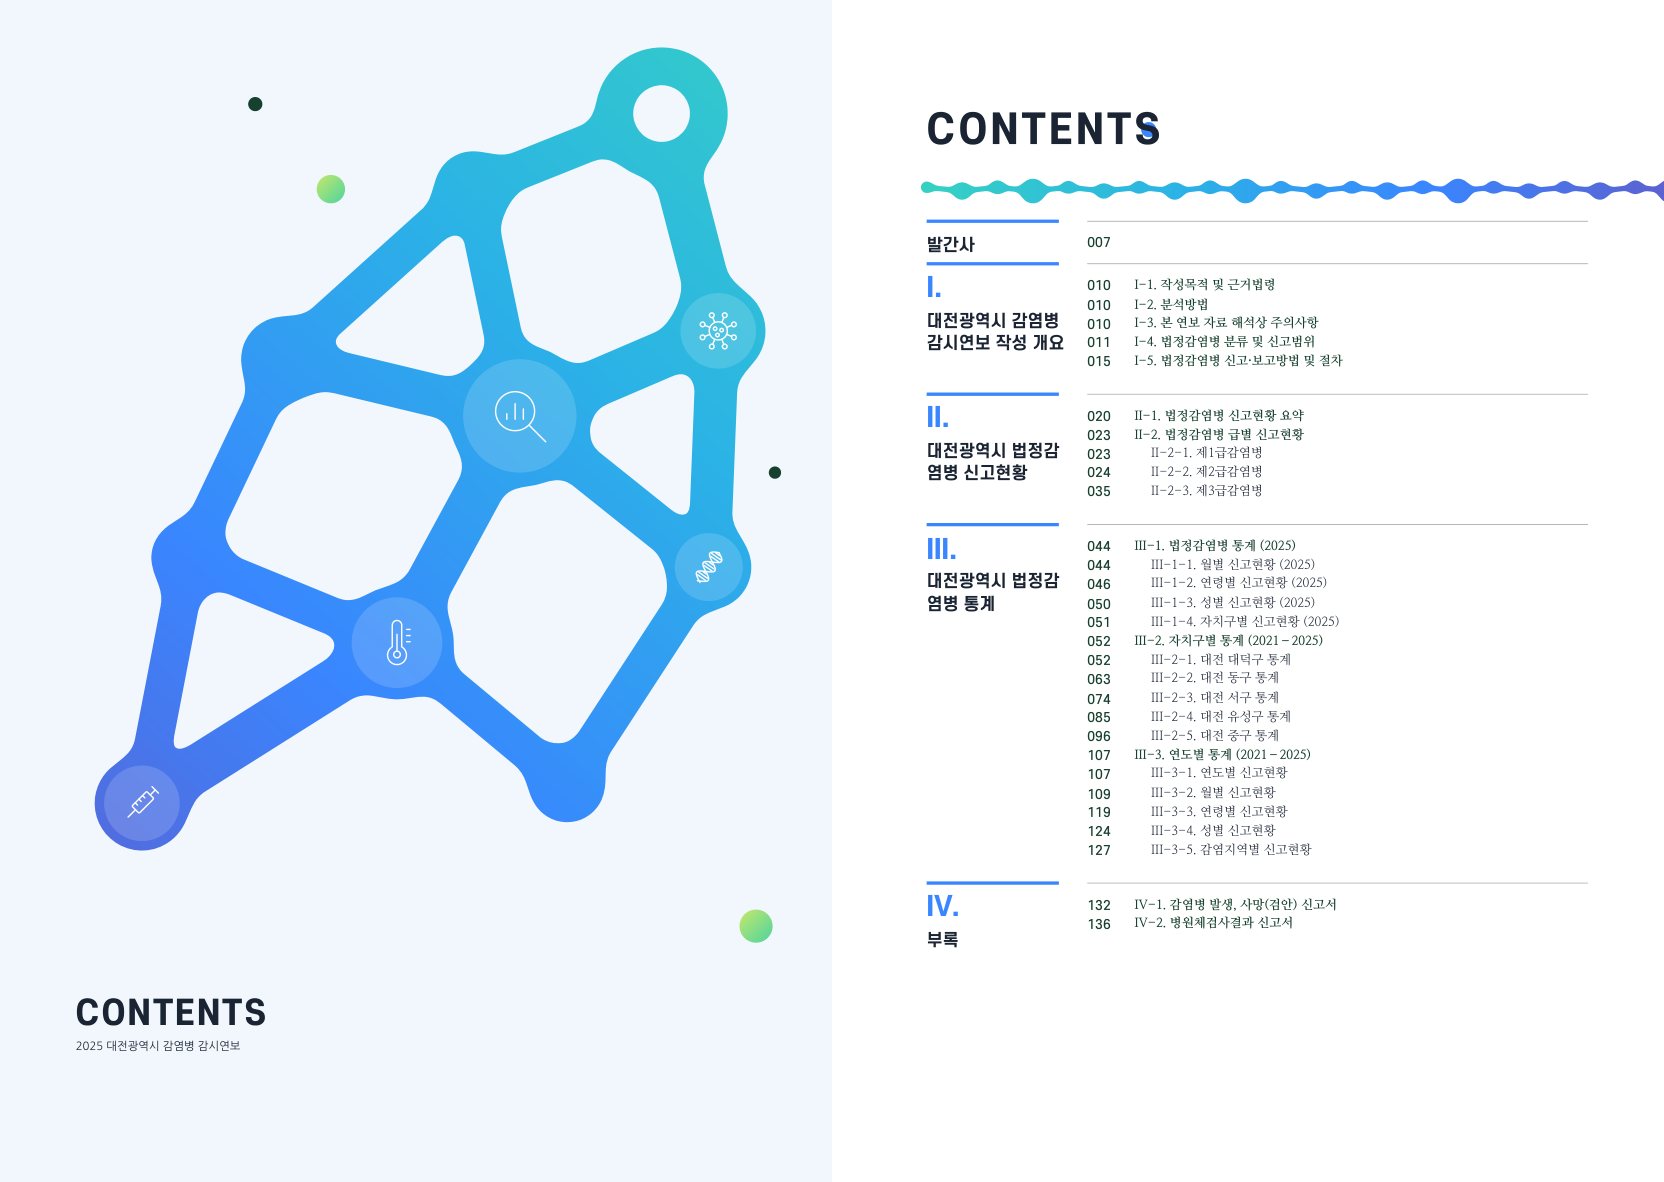 CONTENTS
2025 대전광역시 감염병 감시연보
CONTENTS
발간사
007
I.
대전광역시 감염병
감시연보 작성 개요
010 I-1. 작성목적 및 근거법령
010 I-2. 분석방법
010 I-3. 본 연보 자료 해석상 주의사항
011 I-4. 법정감염병 분류 및 신고범위
015 I-5. 법정감염병 신고·보고방법 및 절차
II.
대전광역시 법정감
염병 신고현황
020 II-1. 법정감염병 신고현황 요약
023 II-2. 법정감염병 급별 신고현황
023 II-2-1. 제1급감염병
024 II-2-2. 제2급감염병
035 II-2-3. 제3급감염병
III.
대전광역시 법정감
염병 통계
044 III-1. 법정감염병 통계 (2025)
044 III-1-1. 월별 신고현황 (2025)
046 III-1-2. 연령별 신고현황 (2025)
050 III-1-3. 성별 신고현황 (2025)
051 III-1-4. 자치구별 신고현황 (2025)
052 III-2. 자치구별 통계 (2021-2025)
052 III-2-1. 대전 대덕구 통계
063 III-2-2. 대전 동구 통계
074 III-2-3. 대전 서구 통계
085 III-2-4. 대전 유성구 통계
096 III-2-5. 대전 중구 통계
107 III-3. 연도별 통계 (2021-2025)
107 III-3-1. 연도별 신고현황
109 III-3-2. 월별 신고현황
119 III-3-3. 연령별 신고현황
124 III-3-4. 성별 신고현황
127 III-3-5. 감염지역별 신고현황
IV.
부록
132 IV-1. 감염병 발생, 사망(검안) 신고서
136 IV-2. 병원체검사결과 신고서